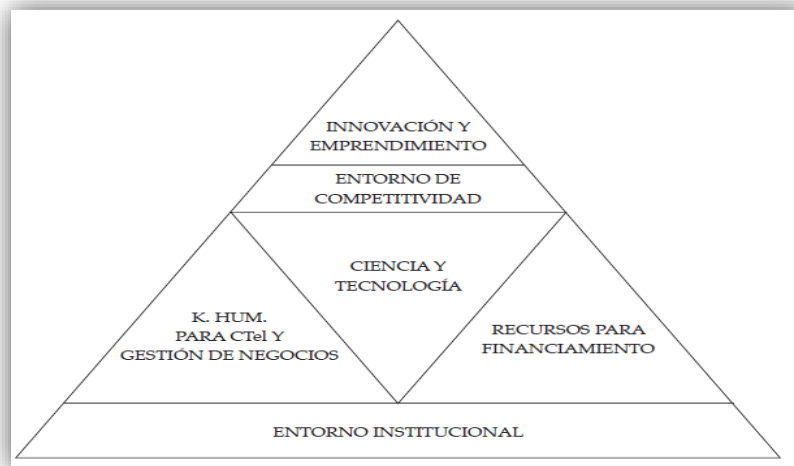 INNOVACIÓN Y
EMPRENDIMIENTO
ENTORNO DE
COMPETITIVIDAD
CIENCIA Y
TECNOLOGÍA
K. HUM.
PARA CTeI Y
GESTIÓN DE NEGOCIOS
RECURSOS PARA
FINANCIAMIENTO
ENTORNO INSTITUCIONAL